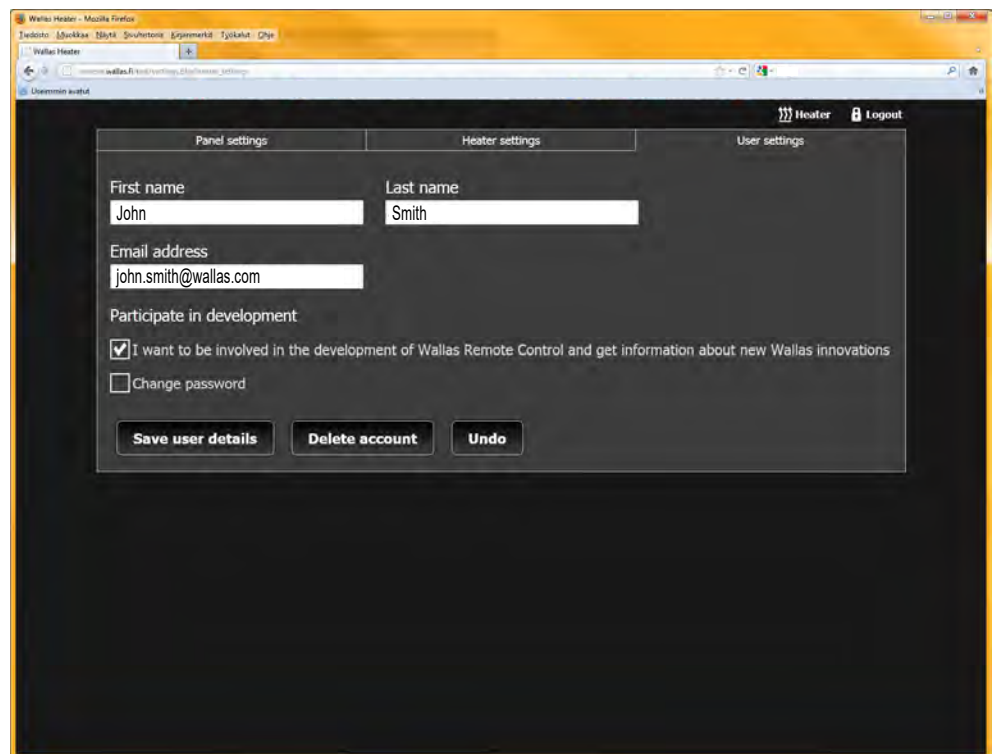 Wallas Heater - Mozilla Firefox
Tiedosto Muokkaa Näytä Sivuhistoria Kirjanmerkit Työkalut Ohje
Wallas Heater +
wallas.fi
Useimmin avatut
Heater Logout
Panel settings Heater settings User settings
First name Last name
John Smith
Email address
john.smith@wallas.com
Participate in development
I want to be involved in the development of Wallas Remote Control and get information about new Wallas innovations
Change password
Save user details Delete account Undo